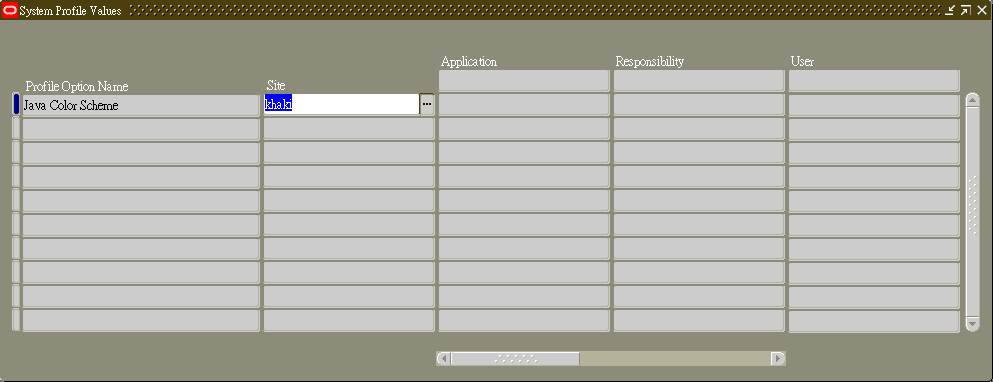 System Profile Values
Application Responsibility User
Profile Option Name Site
Java Color Scheme khaki ...